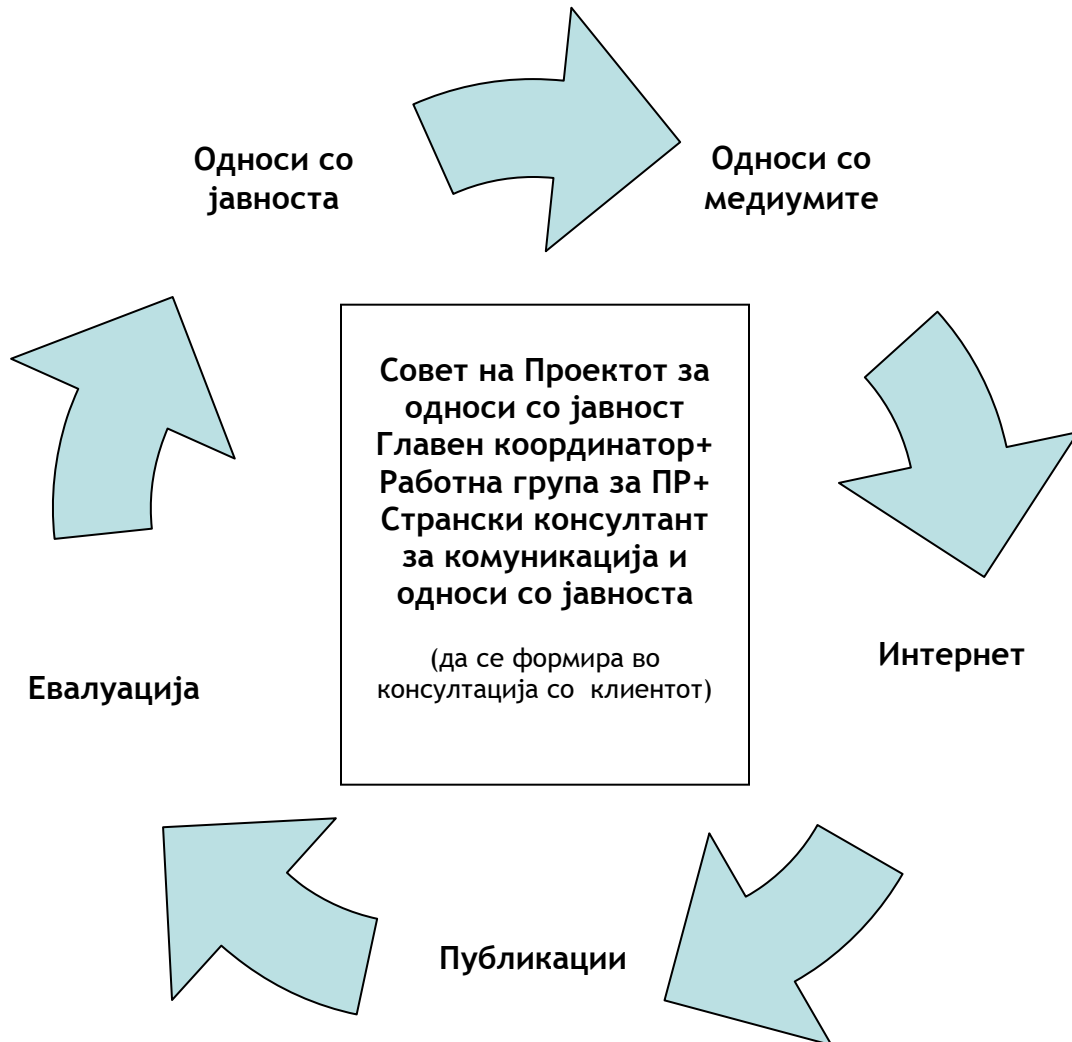 Односи со
јавноста
Односи со
медиумите
Совет на Проектот за
односи со јавност
Главен координатор+
Работна група за ПР+
Странски консултант
за комуникација и
односи со јавноста
(да се формира во
консултација со клиентот)
Интернет
Евалуација
Публикации